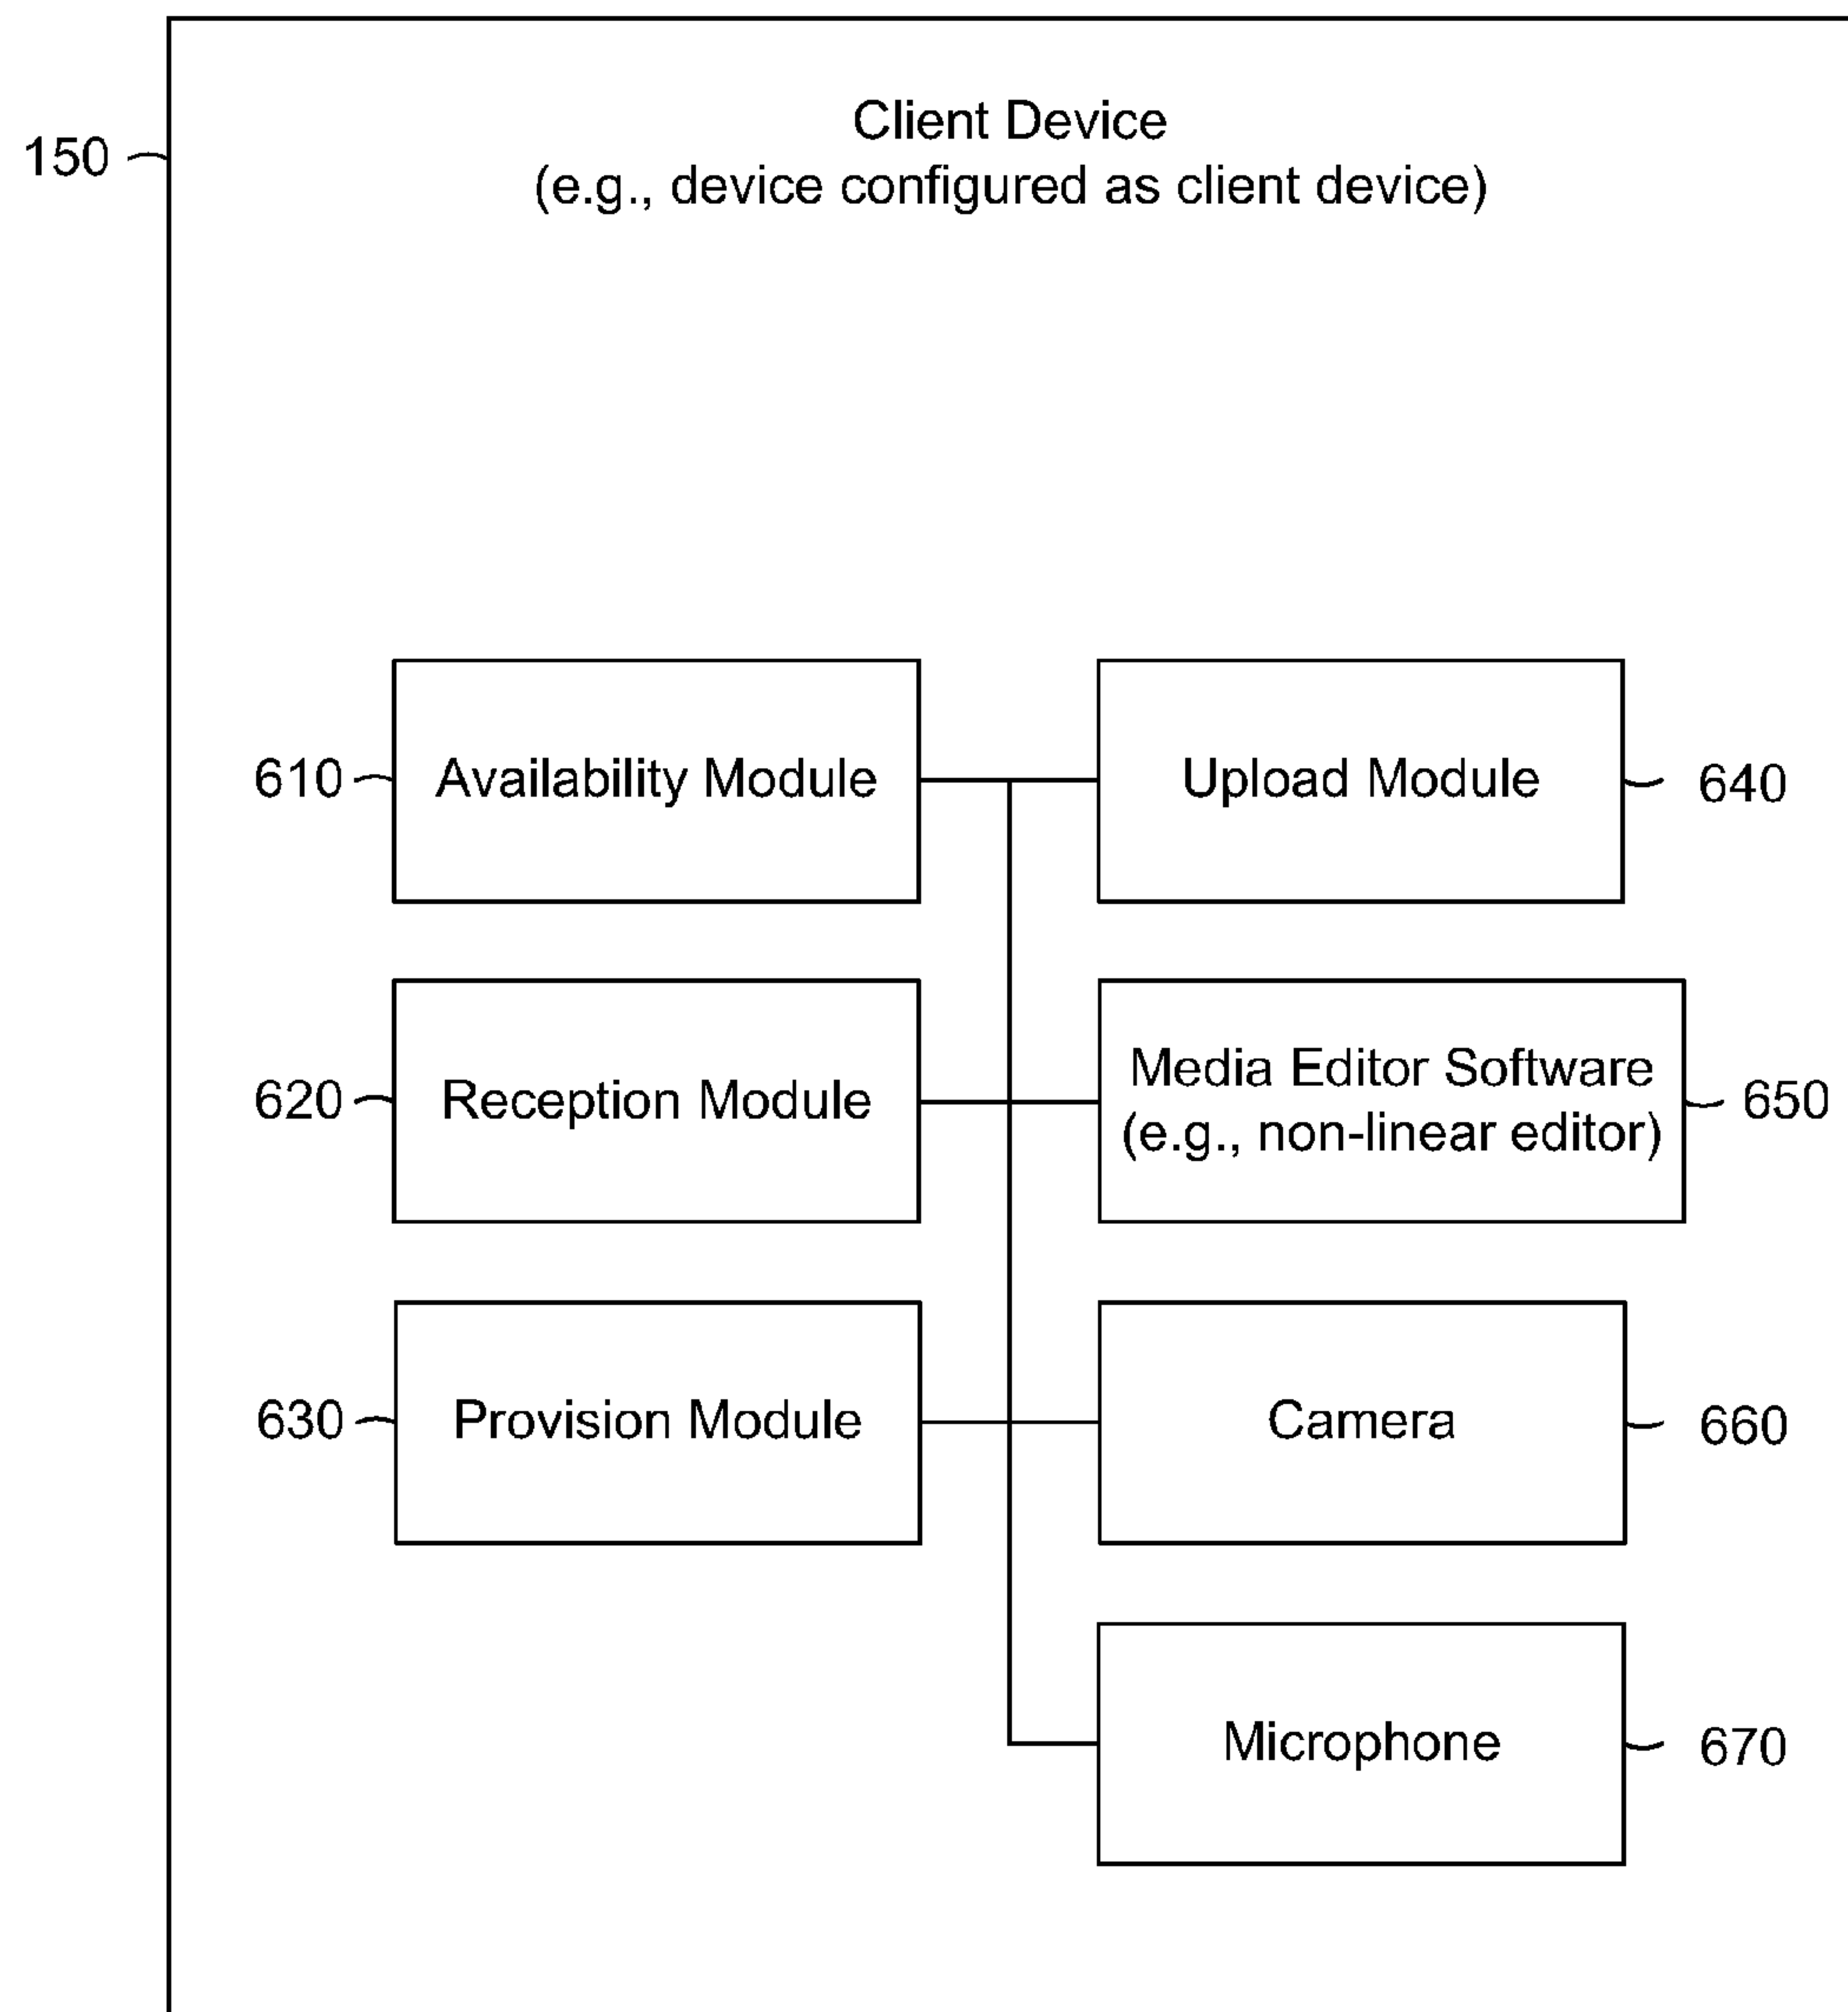 Client Device
(e.g., device configured as client device)
150
610
Availability Module
Upload Module
640
620
Reception Module
Media Editor Software
(e.g., non-linear editor)
650
630
Provision Module
Camera
660
Microphone
670